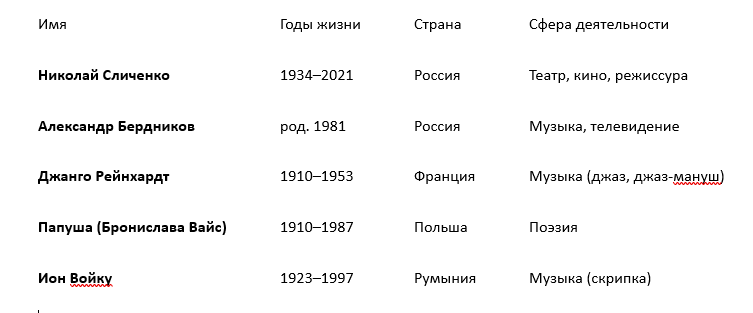 Имя Годы жизни Страна Сфера деятельности
Николай Сличенко 1934–2021 Россия Театр, кино, режиссура
Александр Бердников род. 1981 Россия Музыка, телевидение
Джанго Рейнхардт 1910–1953 Франция Музыка (джаз, джаз-мануш)
Папуша (Бронислава Вайс) 1910–1987 Польша Поэзия
Ион Войку 1923–1997 Румыния Музыка (скрипка)